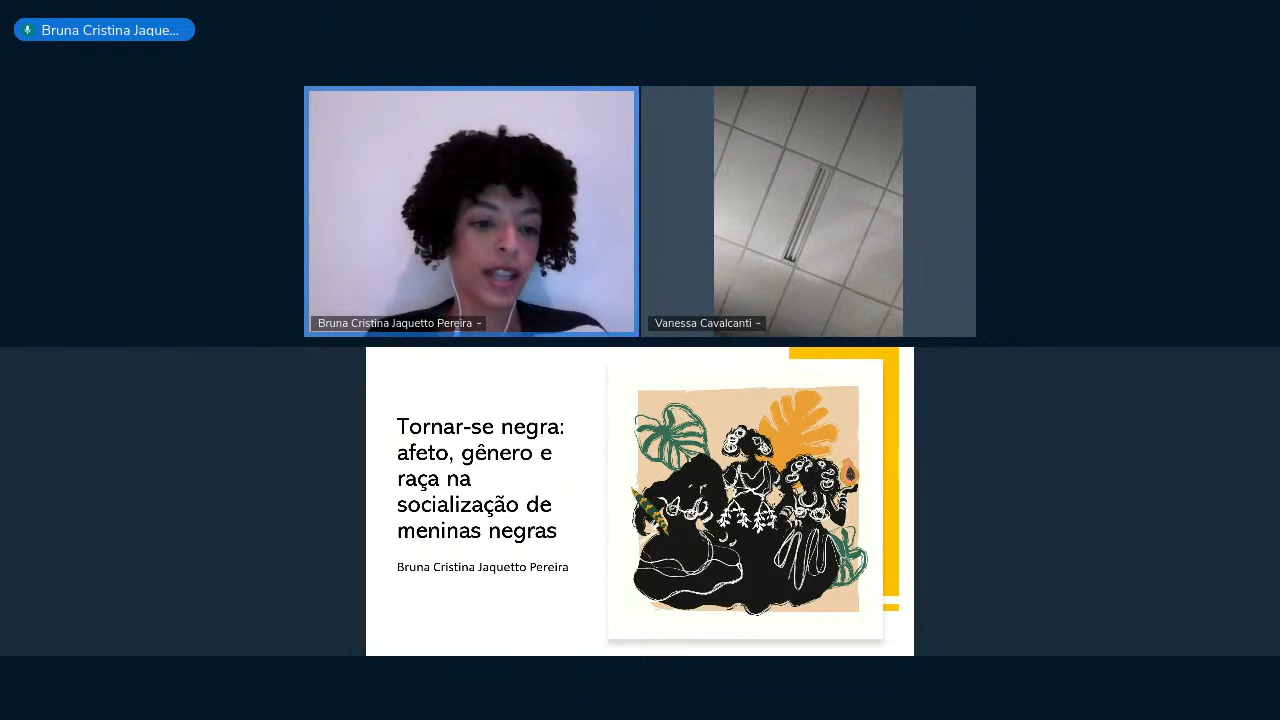 Bruna Cristina Jaque...
Bruna Cristina Jaquetto Pereira
Vanessa Cavalcanti
Tornar-se negra:
afeto, gênero e
raça na
socialização de
meninas negras
Bruna Cristina Jaquetto Pereira